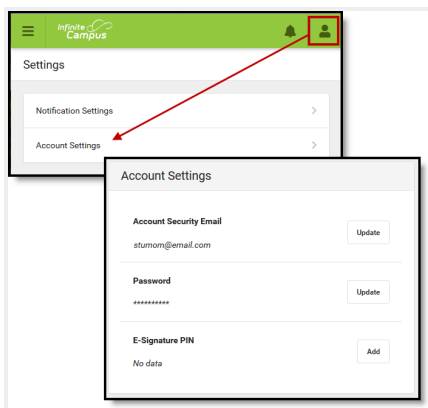 Infinite
Campus
Settings
Notification Settings
Account Settings
Account Settings
Account Security Email
Update
stumom@email.com
Password
Update
**********
E-Signature PIN
Add
No data